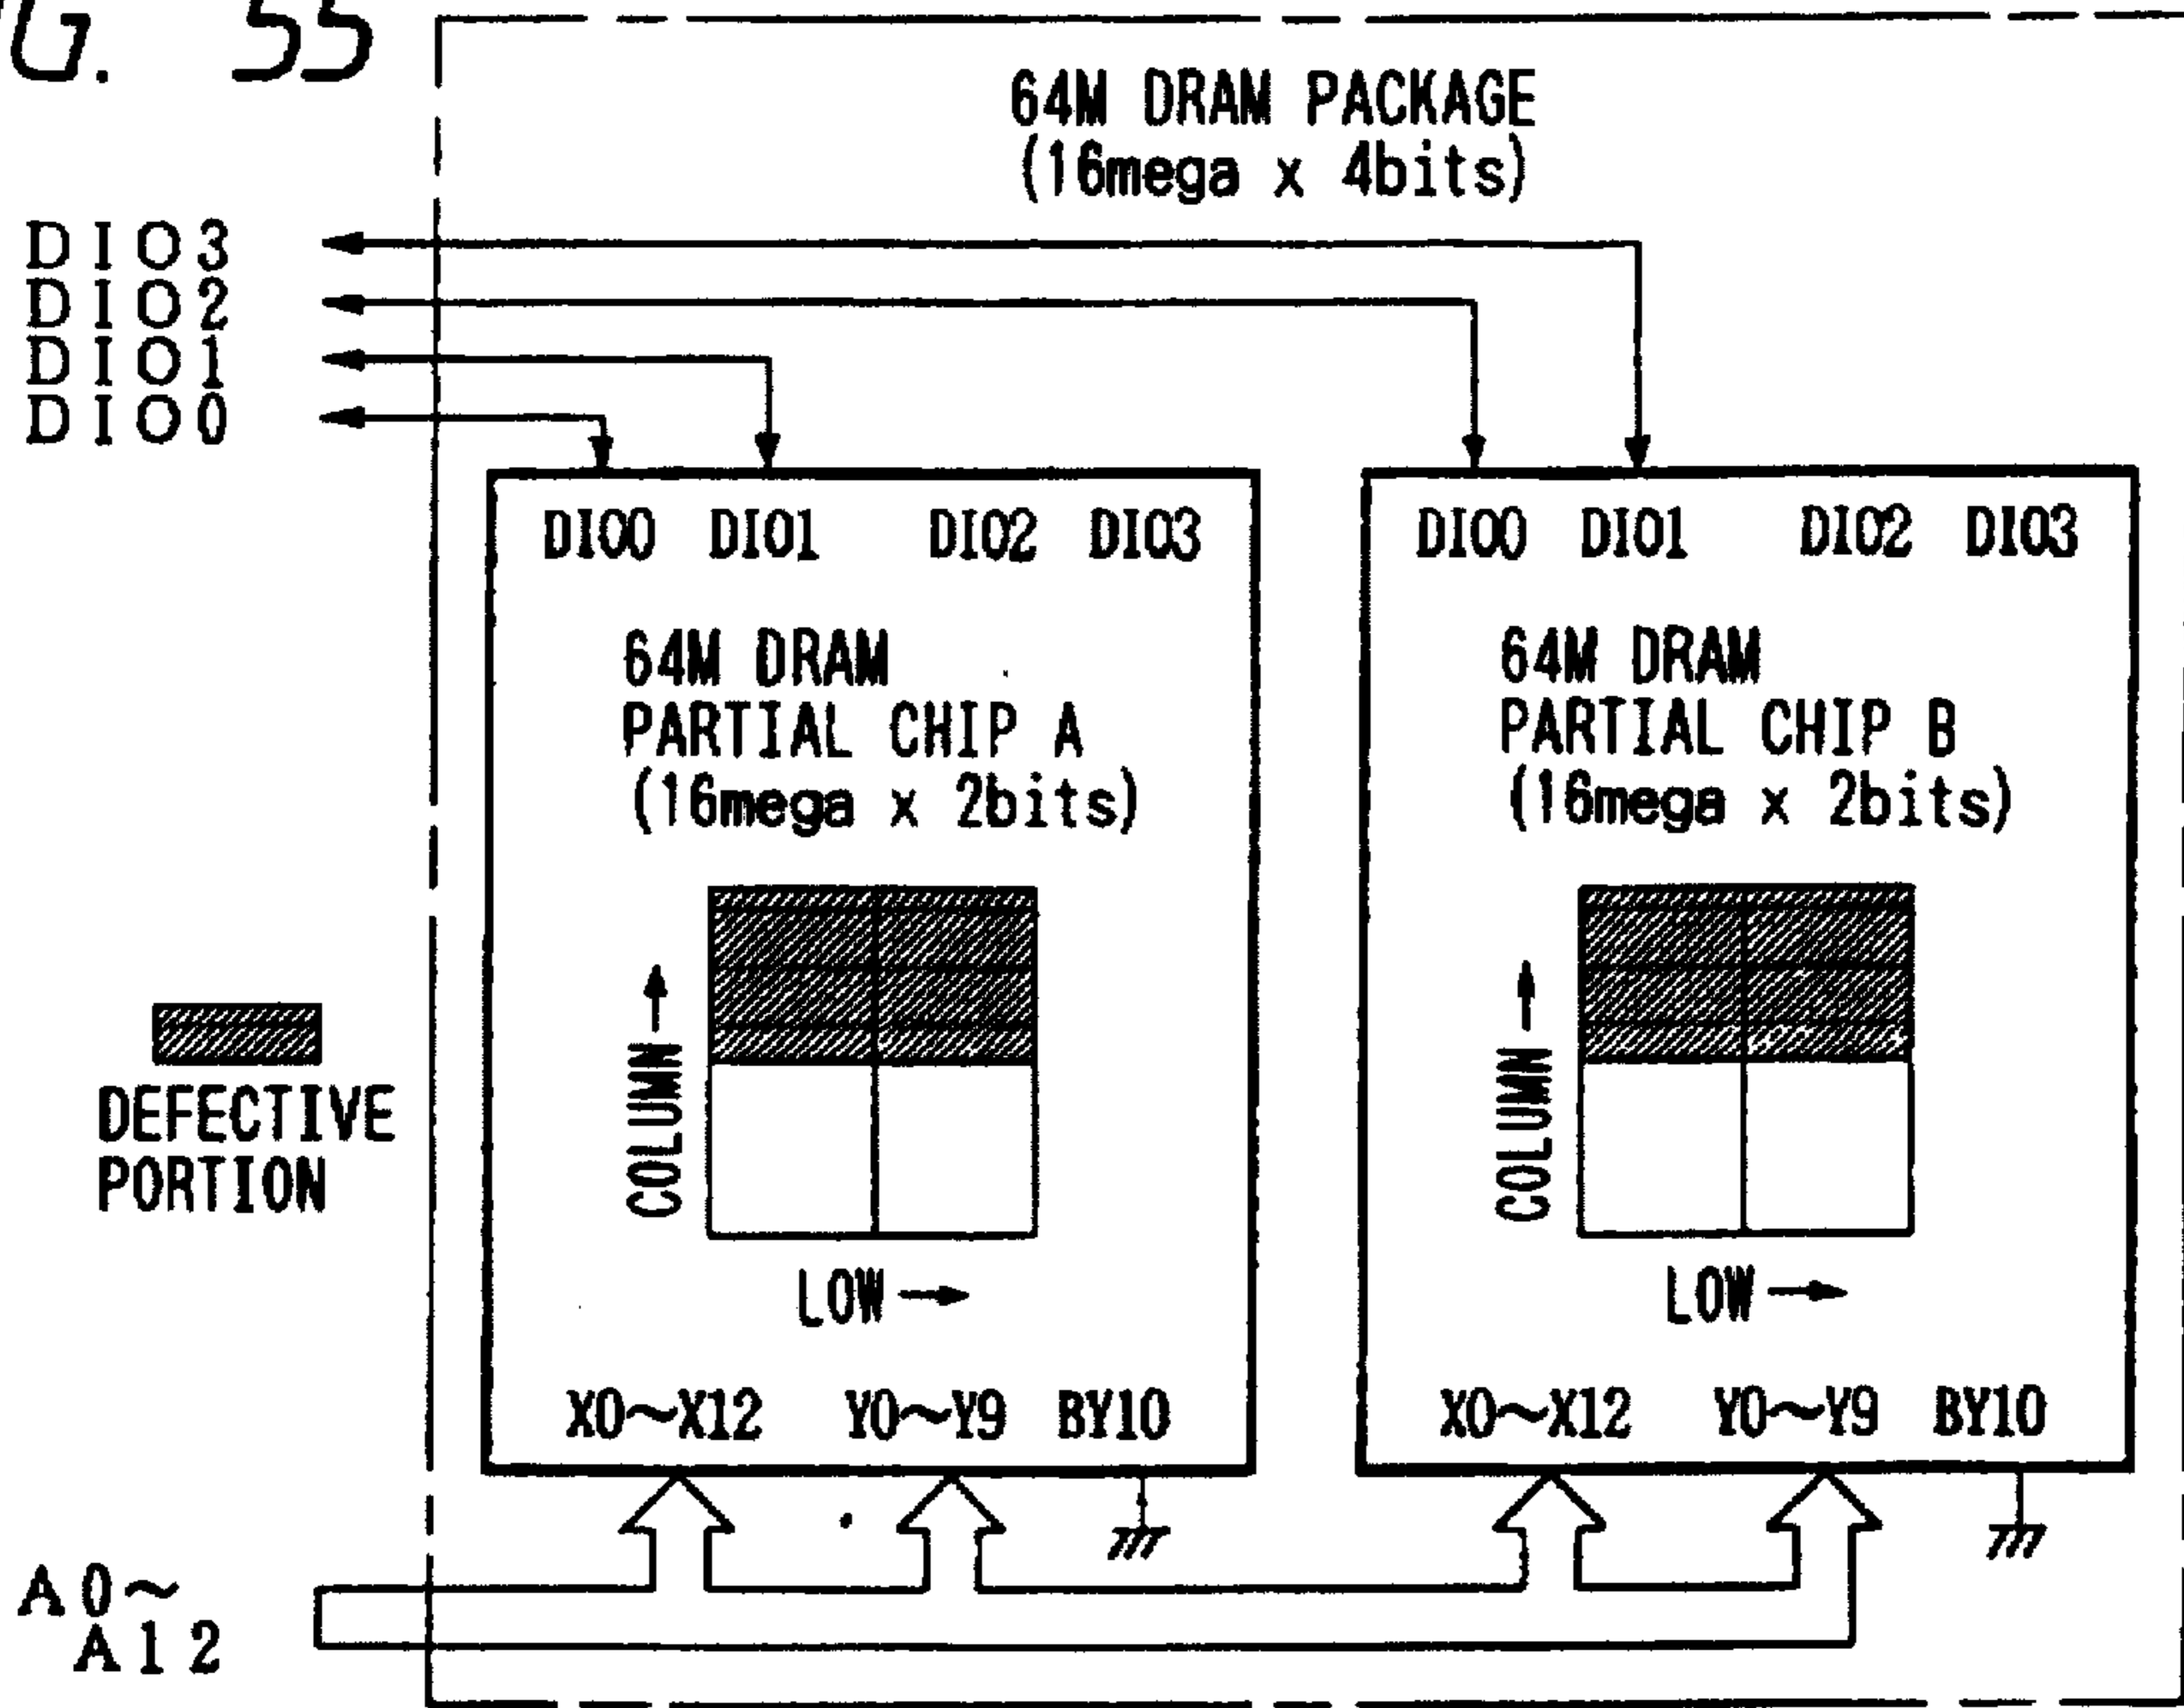 G. 55
64M DRAM PACKAGE
(16mega x 4bits)
DIO3
DIO2
DIO1
DIO0
DIO0 DIO1 DIO2 DIO3
64M DRAM
PARTIAL CHIP A
(16mega x 2bits)
COLUMN
LOW
X0~X12 Y0~Y9 BY10
DIO0 DIO1 DIO2 DIO3
64M DRAM
PARTIAL CHIP B
(16mega x 2bits)
COLUMN
LOW
X0~X12 Y0~Y9 BY10
DEFECTIVE
PORTION
A0~
A12